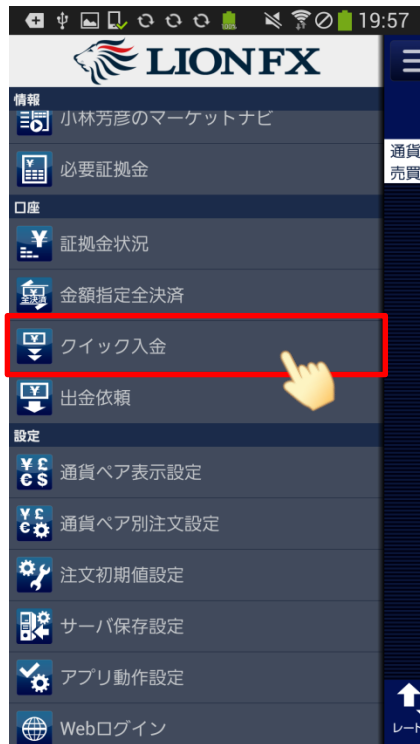 19:57
LION FX
情報
小林芳彦のマーケットナビ
必要証拠金
通貨
売買
口座
証拠金状況
金額指定全決済
クイック入金
出金依頼
設定
通貨ペア表示設定
通貨ペア別注文設定
注文初期値設定
サーバ保存設定
アプリ動作設定
Webログイン
レート